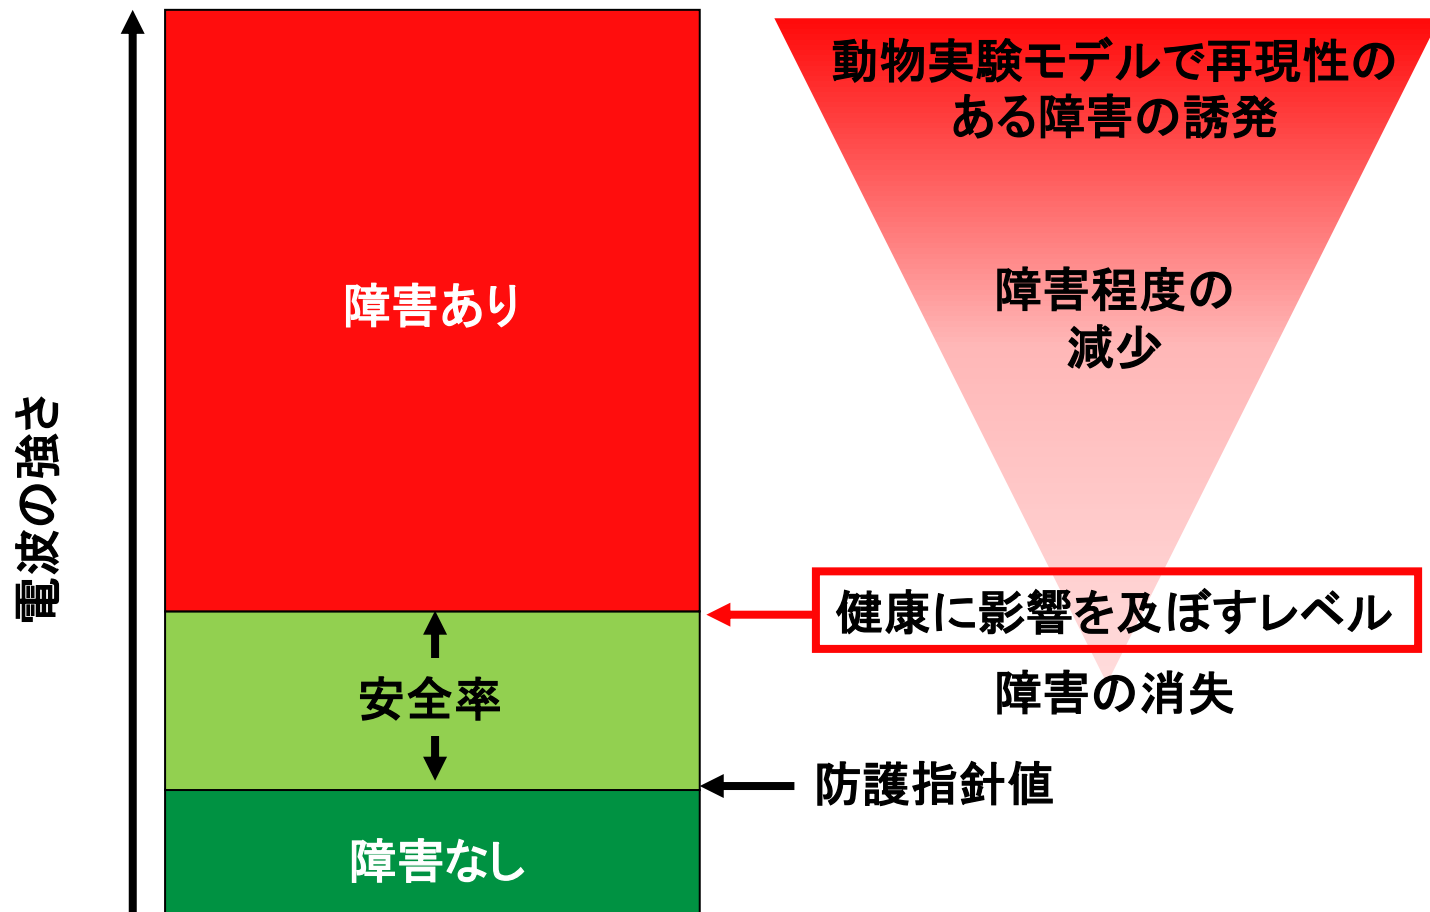 電波の強さ
障害あり
安全率
障害なし
動物実験モデルで再現性の
ある障害の誘発
障害程度の
減少
健康に影響を及ぼすレベル
障害の消失
防護指針値